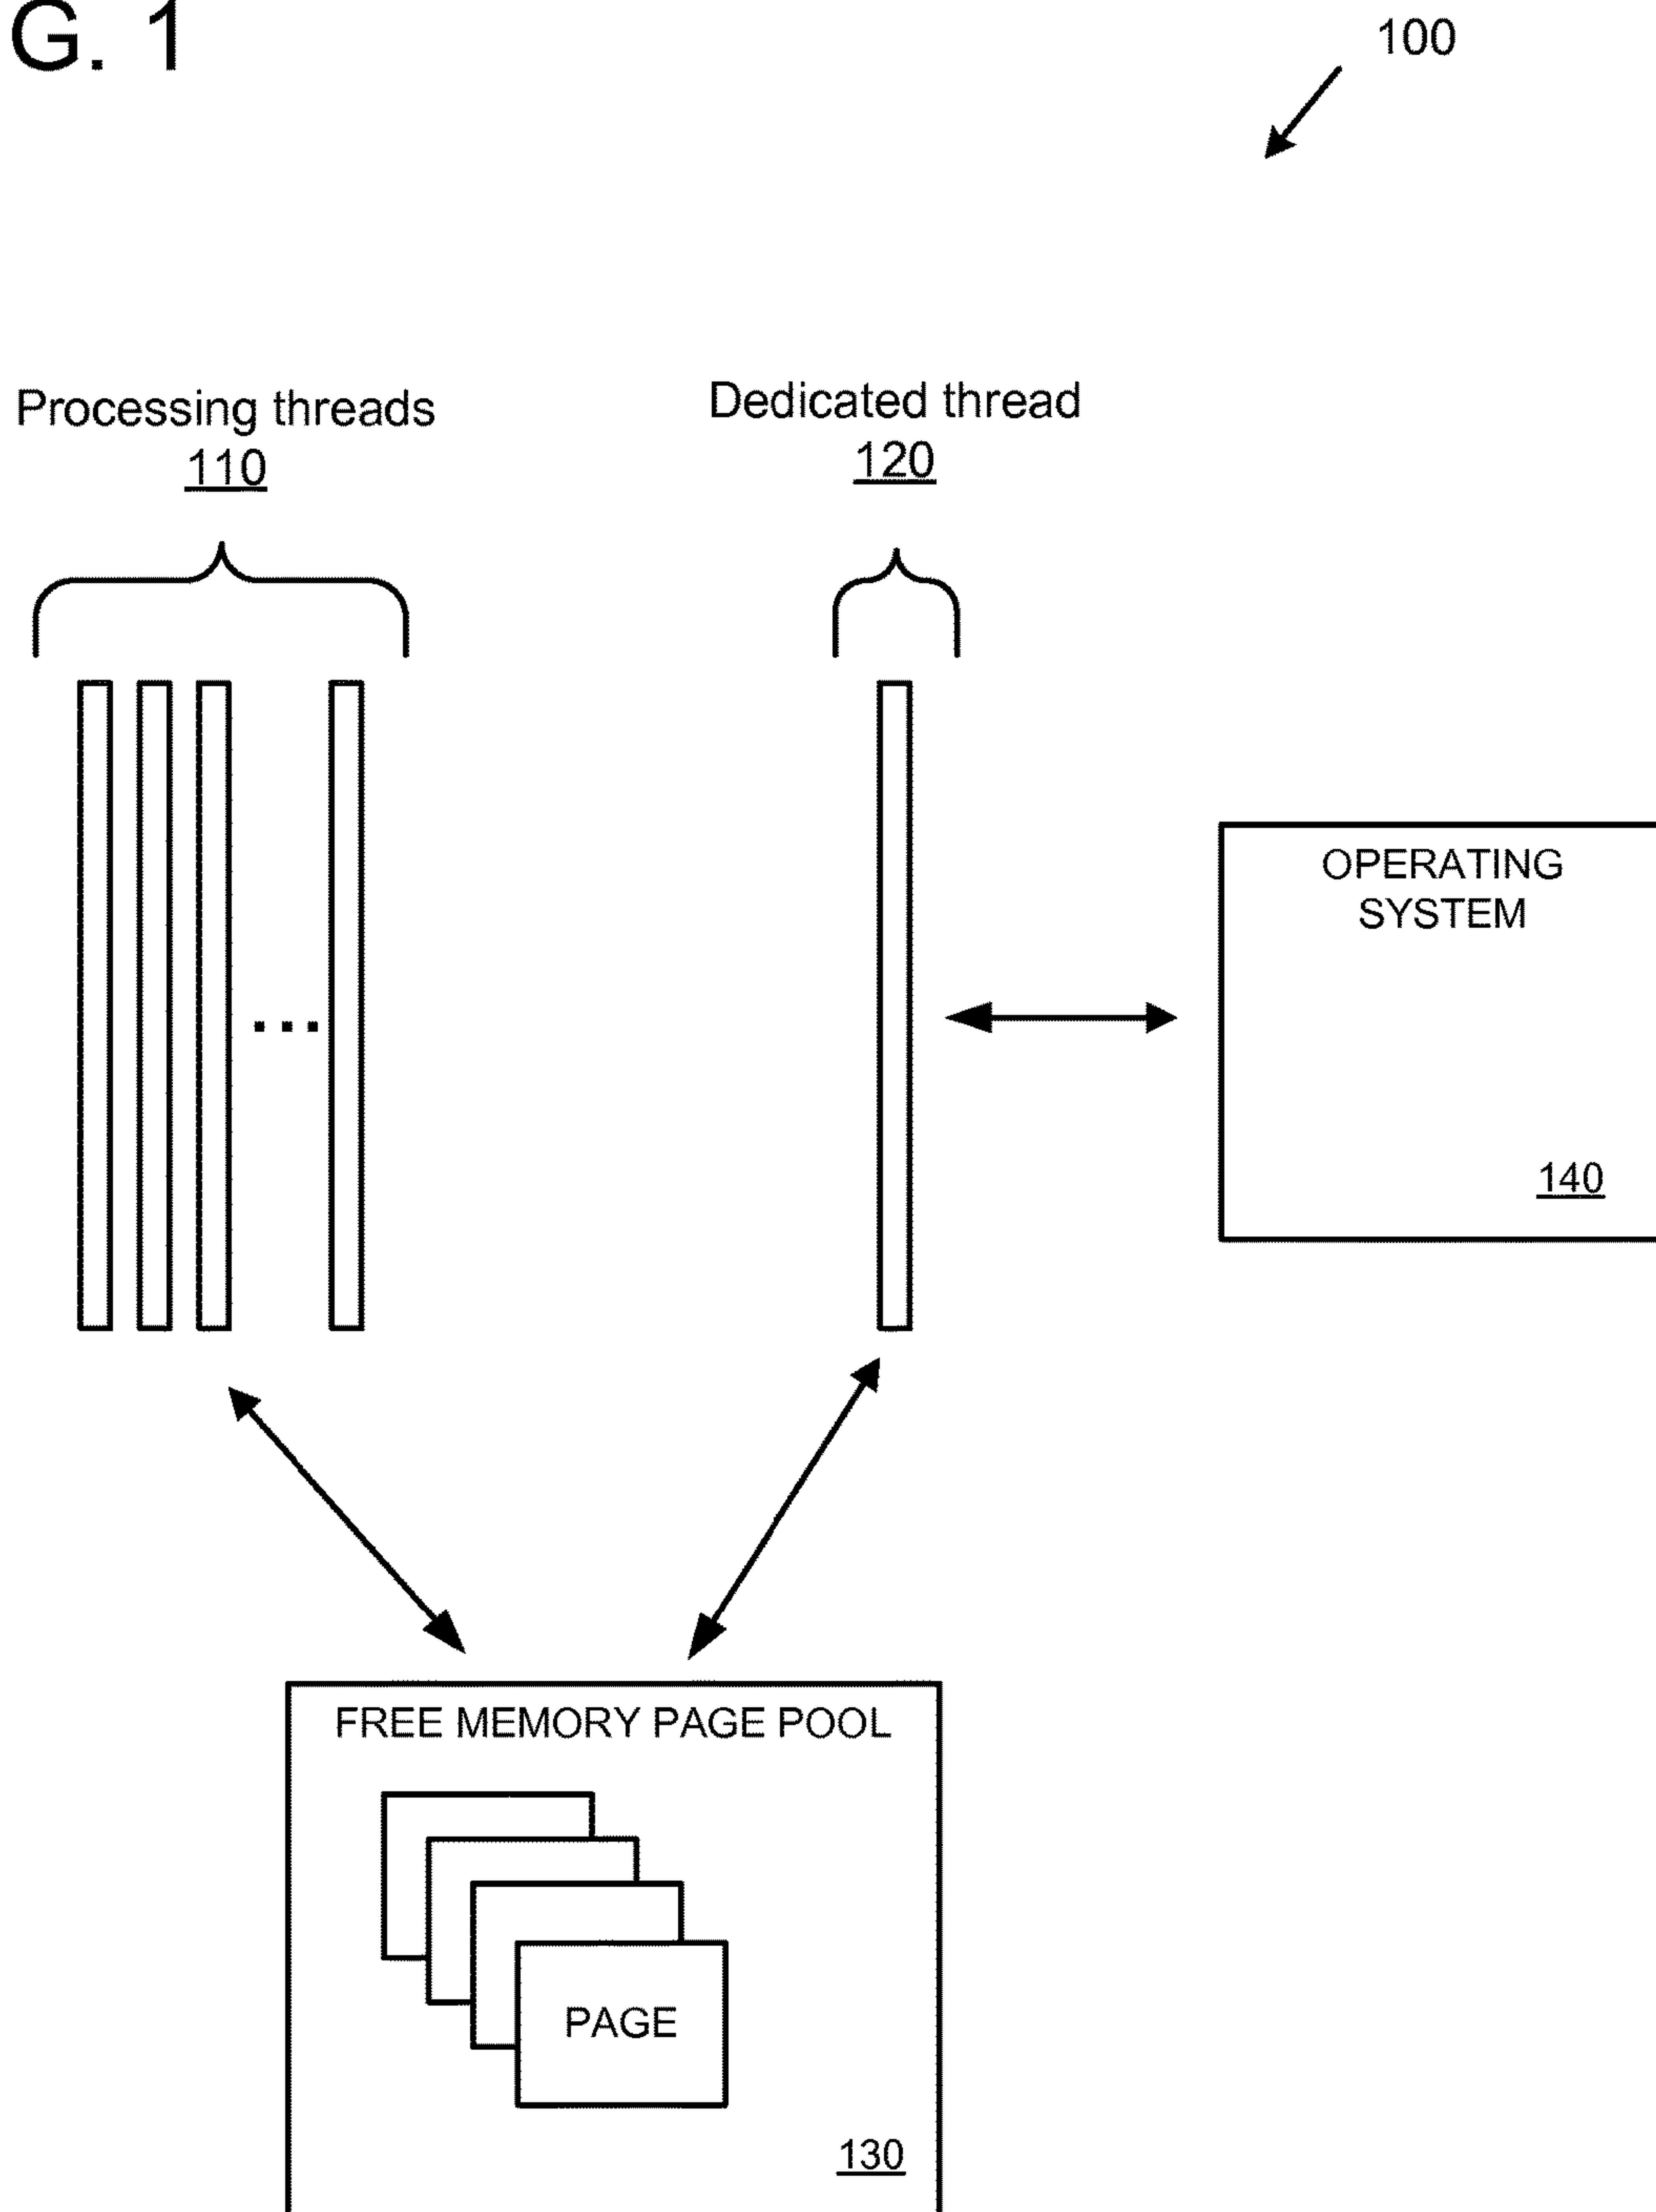 G. 1
100
Processing threads
110
Dedicated thread
120
...
OPERATING
SYSTEM
140
FREE MEMORY PAGE POOL
PAGE
130